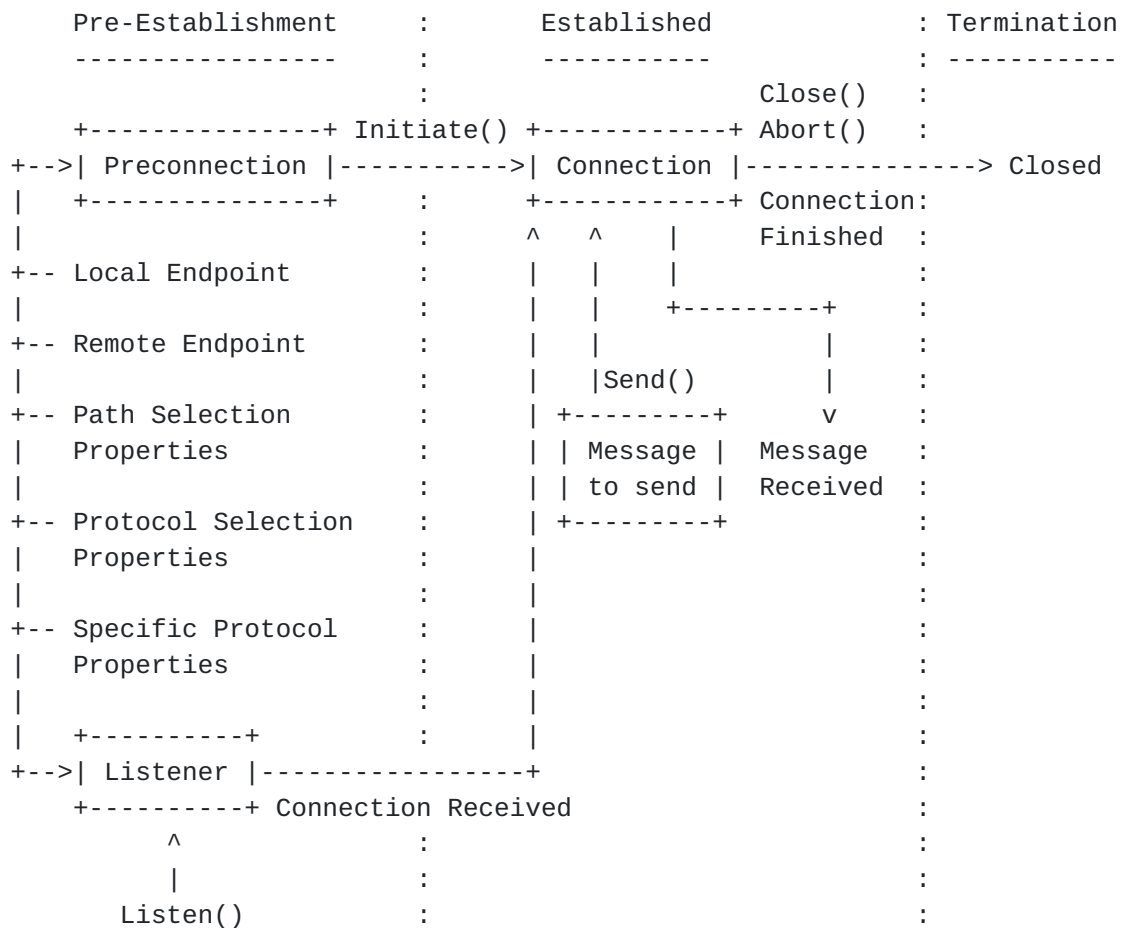 Pre-Establishment     :       Established             : Termination
    -----------------     :       -----------             : -----------
                          :                     Close()   :
    +---------------+ Initiate() +------------+ Abort()   :
+-->| Preconnection |----------->| Connection |---------------> Closed
|   +---------------+     :      +------------+ Connection:
|                         :      ^   ^    |     Finished  :
+-- Local Endpoint        :      |   |    |               :
|                         :      |   |    +---------+     :
+-- Remote Endpoint       :      |   |              |     :
|                         :      |   |Send()        |     :
+-- Path Selection        :      | +---------+      v     :
|   Properties            :      | | Message |  Message   :
|                         :      | | to send |  Received  :
+-- Protocol Selection    :      | +---------+            :
|   Properties            :      |                        :
|                         :      |                        :
+-- Specific Protocol     :      |                        :
|   Properties            :      |                        :
|                         :      |                        :
|   +----------+          :      |                        :
+-->| Listener |-----------------+                        :
    +----------+ Connection Received                      :
          ^               :                               :
          |               :                               :
       Listen()           :                               :